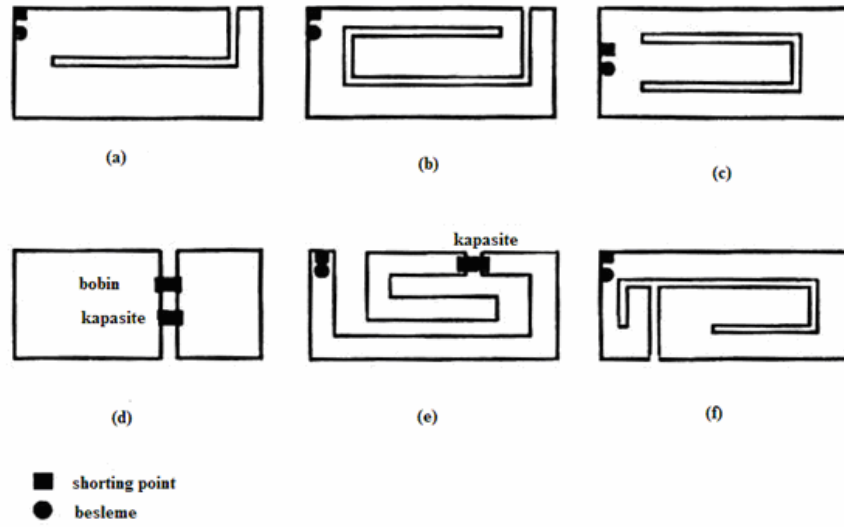 (a)
(b)
(c)
kapasite
bobin
kapasite
(d)
(e)
(f)
shorting point
besleme